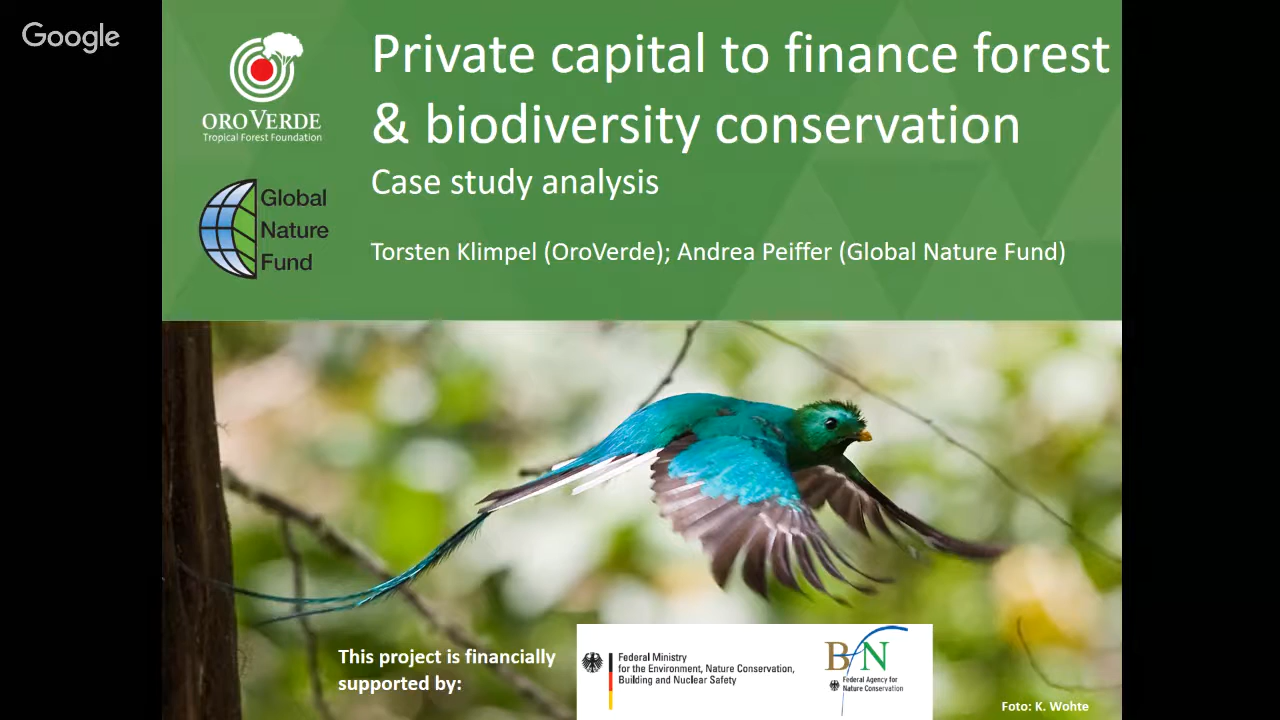 Google
OROVERDE
Tropical Forest Foundation
Global
Nature
Fund
Private capital to finance forest
& biodiversity conservation
Case study analysis
Torsten Klimpel (OroVerde); Andrea Peiffer (Global Nature Fund)
This project is financially
supported by:
Federal Ministry
for the Environment, Nature Conservation,
Building and Nuclear Safety
BfN
Federal Agency for
Nature Conservation
Foto: K. Wohte